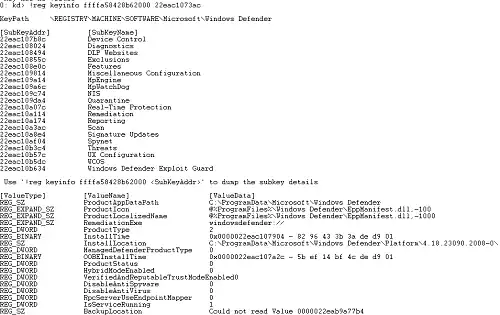 0: kd> !reg keyinfo ffffa58428b62000 22eac1073ac
KeyPath \REGISTRY\MACHINE\SOFTWARE\Microsoft\Windows Defender
[SubKeyAddr] [SubKeyName]
22eac107b8c Device Control
22eac108024 Diagnostics
22eac108494 DLP Websites
22eac10855c Exclusions
22eac108e0c Features
22eac109814 Miscellaneous Configuration
22eac109a14 MpEngine
22eac109a6c MpWatchDog
22eac109c74 NIS
22eac109da4 Quarantine
22eac10a07c Real-Time Protection
22eac10a114 Remediation
22eac10a174 Reporting
22eac10a3ac Scan
22eac10a8e4 Signature Updates
22eac10af04 Spynet
22eac10b3c4 Threats
22eac10b57c UX Configuration
22eac10b5dc VCOS
22eac10b634 Windows Defender Exploit Guard
Use '!reg keyinfo ffffa58428b62000 <SubKeyAddr>' to dump the subkey details
[ValueType] [ValueName] [ValueData]
REG_SZ ProductAppDataPath C:\ProgramData\Microsoft\Windows Defender
REG_EXPAND_SZ ProductIcon @%ProgramFiles%\Windows Defender\EppManifest.dll,-100
REG_EXPAND_SZ ProductLocalizedName @%ProgramFiles%\Windows Defender\EppManifest.dll,-1000
REG_EXPAND_SZ RemediationExe windowsdefender://
REG_DWORD ProductType 2
REG_BINARY InstallTime 0x0000022eac107904 - 82 96 43 3b 3a de d9 01
REG_SZ InstallLocation C:\ProgramData\Microsoft\Windows Defender\Platform\4.18.23090.2008-0\
REG_DWORD ManagedDefenderProductType 0
REG_BINARY OOBEInstallTime 0x0000022eac107a2c - 5b ef 14 bf 4c de d9 01
REG_DWORD ProductStatus 0
REG_DWORD HybridModeEnabled 0
REG_DWORD VerifiedAndReputableTrustModeEnabled0
REG_DWORD DisableAntiSpyware 0
REG_DWORD DisableAntiVirus 0
REG_DWORD RpcServerUseEndpointMapper 0
REG_DWORD IsServiceRunning 1
REG_SZ BackupLocation Could not read Value 0000022eab9a77b4